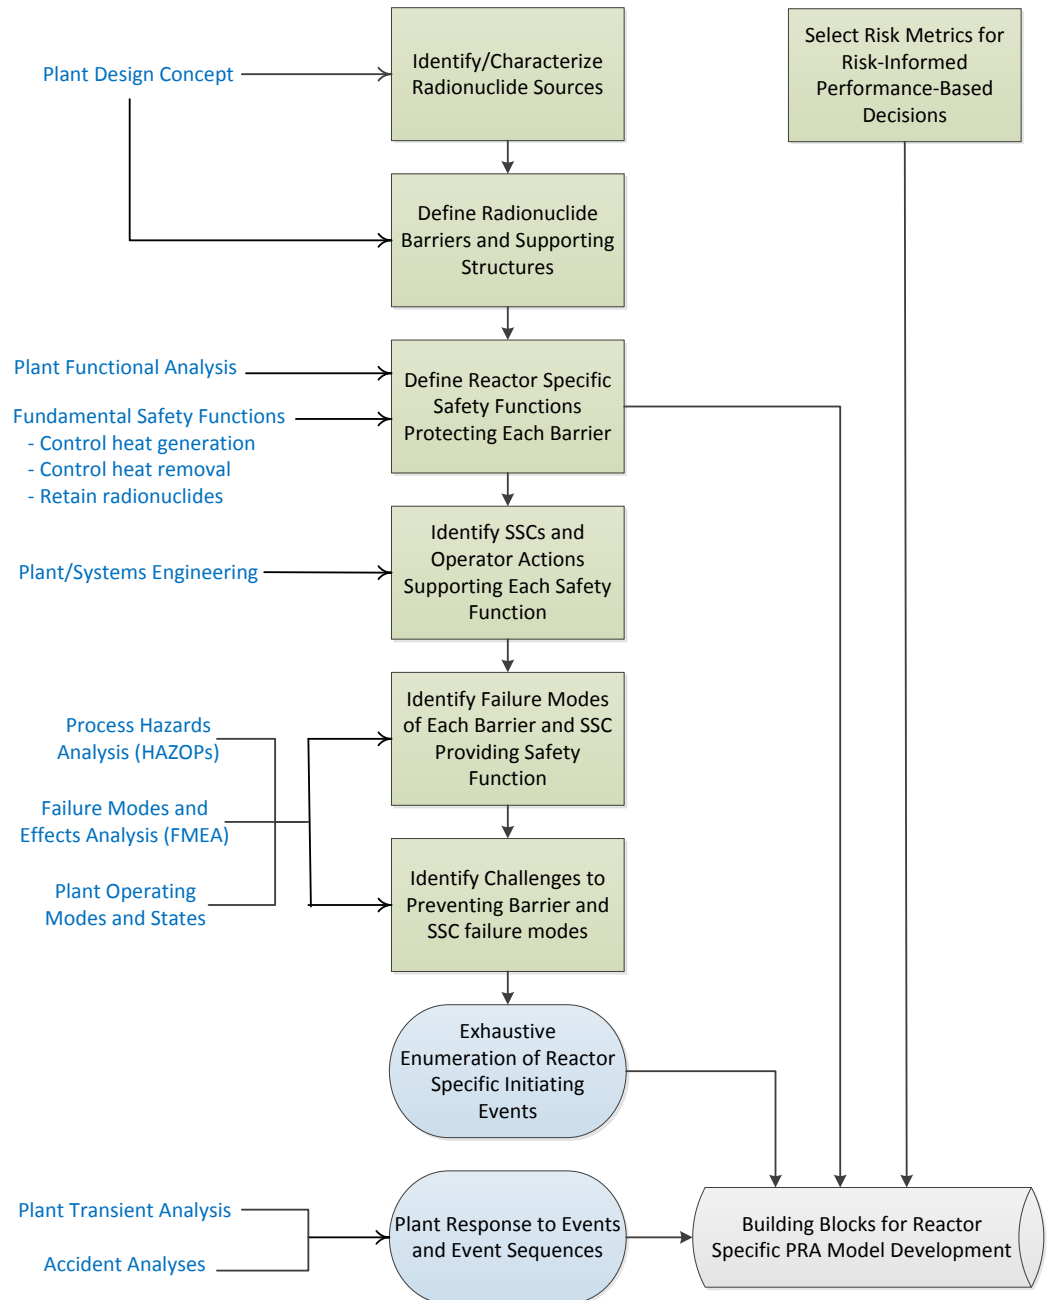 Plant Design Concept
Identify/Characterize
Radionuclide Sources
Select Risk Metrics for
Risk-Informed
Performance-Based
Decisions
Define Radionuclide
Barriers and Supporting
Structures
Plant Functional Analysis
Fundamental Safety Functions
- Control heat generation
- Control heat removal
- Retain radionuclides
Define Reactor Specific
Safety Functions
Protecting Each Barrier
Plant/Systems Engineering
Identify SSCs and
Operator Actions
Supporting Each Safety
Function
Process Hazards
Analysis (HAZOPs)
Failure Modes and
Effects Analysis (FMEA)
Plant Operating
Modes and States
Identify Failure Modes
of Each Barrier and SSC
Providing Safety
Function
Identify Challenges to
Preventing Barrier and
SSC failure modes
Exhaustive
Enumeration of Reactor
Specific Initiating
Events
Plant Transient Analysis
Accident Analyses
Plant Response to Events
and Event Sequences
Building Blocks for Reactor
Specific PRA Model Development